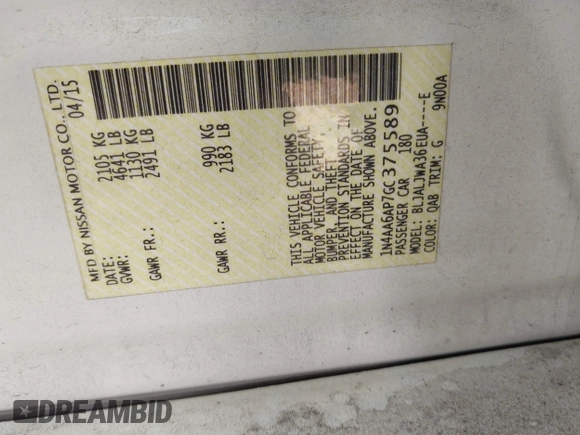 MFD BY NISSAN MOTOR CO., LTD.
DATE: 04/15
GVWR: 2105 KG
4641 LB
GAWR FR.: 1130 KG
2491 LB
GAWR RR.: 990 KG
2183 LB
THIS VEHICLE CONFORMS TO
ALL APPLICABLE FEDERAL
MOTOR VEHICLE SAFETY,
BUMPER, AND THEFT
PREVENTION STANDARDS IN
EFFECT ON THE DATE OF
MANUFACTURE SHOWN ABOVE.
1N4AA6AP7GC375589
PASSENGER CAR 180
MODEL: BLJALJWA36EUA----E
COLOR: QAB TRIM: G 9N00A
DREAMBID